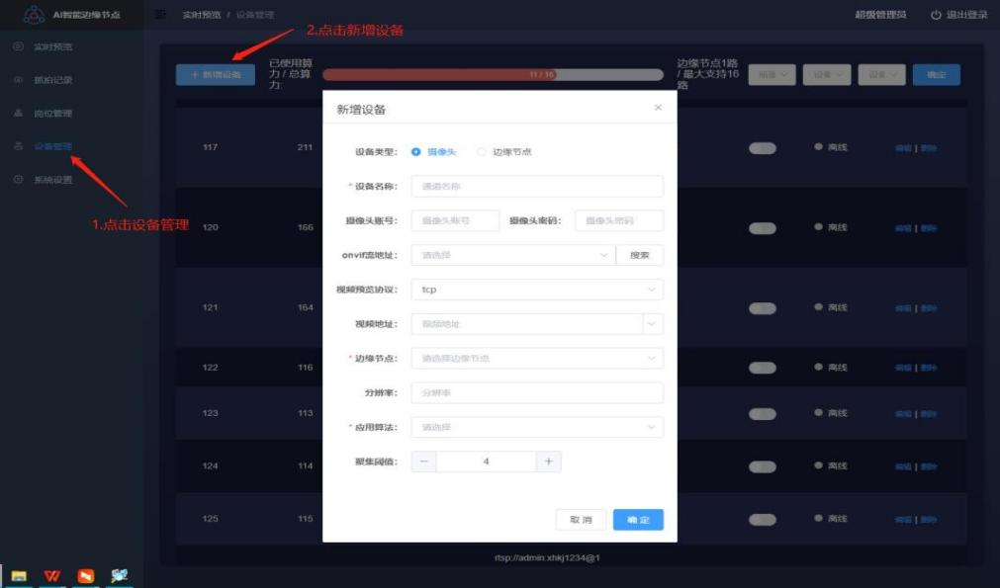 AI智能边缘节点
实时预览 / 设备管理
超级管理员
退出登录
2.点击新增设备
实时预览
抓拍记录
岗位管理
设备管理
系统设置
1.点击设备管理
+ 新增设备
已使用算
力 / 总算
力:
11 / 16
边缘节点1路
/ 最大支持16
路
设备
设备
确定
新增设备
设备类型: 摄像头 边缘节点
* 设备名称: 通道名称
摄像头账号: 摄像头账号 摄像头密码: 摄像头密码
onvif流地址: 请选择 搜索
视频预览协议: tcp
视频地址: 视频地址
* 边缘节点: 请选择边缘节点
分辨率: 分辨率
* 应用算法: 请选择
聚集阈值: − 4 +
取消 确定
117 211 离线 编辑 | 删除
120 166 离线 编辑 | 删除
121 164 离线 编辑 | 删除
122 116 离线 编辑 | 删除
123 113 离线 编辑 | 删除
124 114 离线 编辑 | 删除
125 115 离线 编辑 | 删除
rtsp://admin:xhkj1234@1